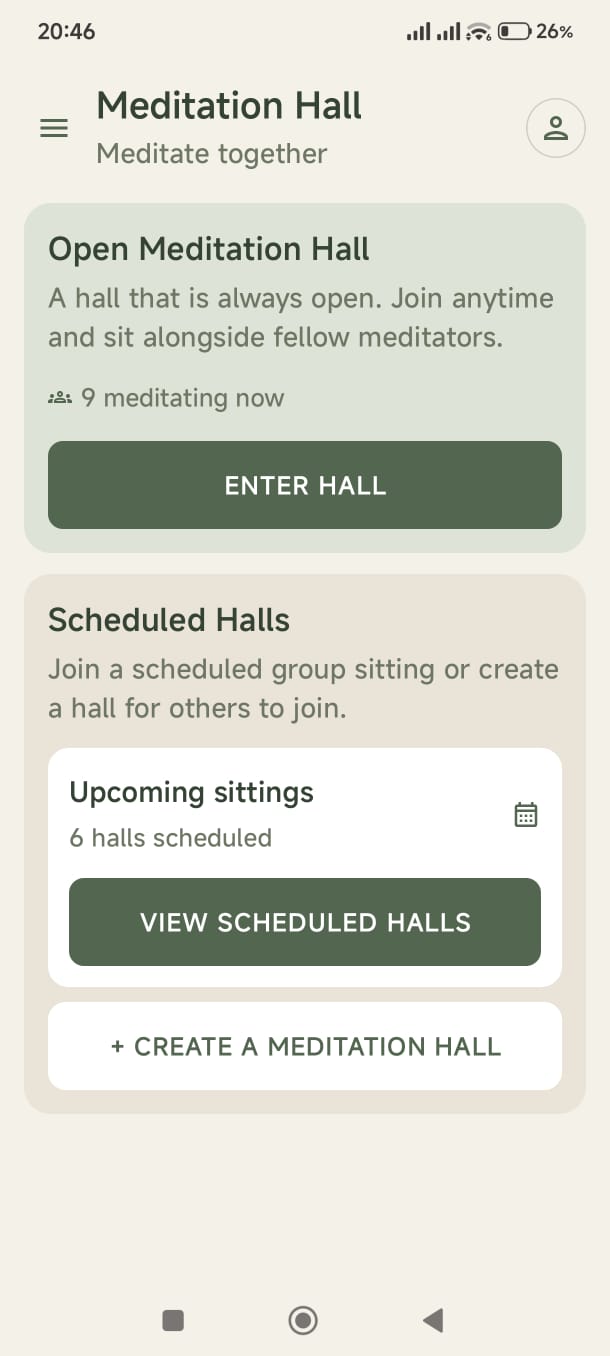 20:46
26%
Meditation Hall
Meditate together
Open Meditation Hall
A hall that is always open. Join anytime
and sit alongside fellow meditators.
9 meditating now
ENTER HALL
Scheduled Halls
Join a scheduled group sitting or create
a hall for others to join.
Upcoming sittings
6 halls scheduled
VIEW SCHEDULED HALLS
+ CREATE A MEDITATION HALL